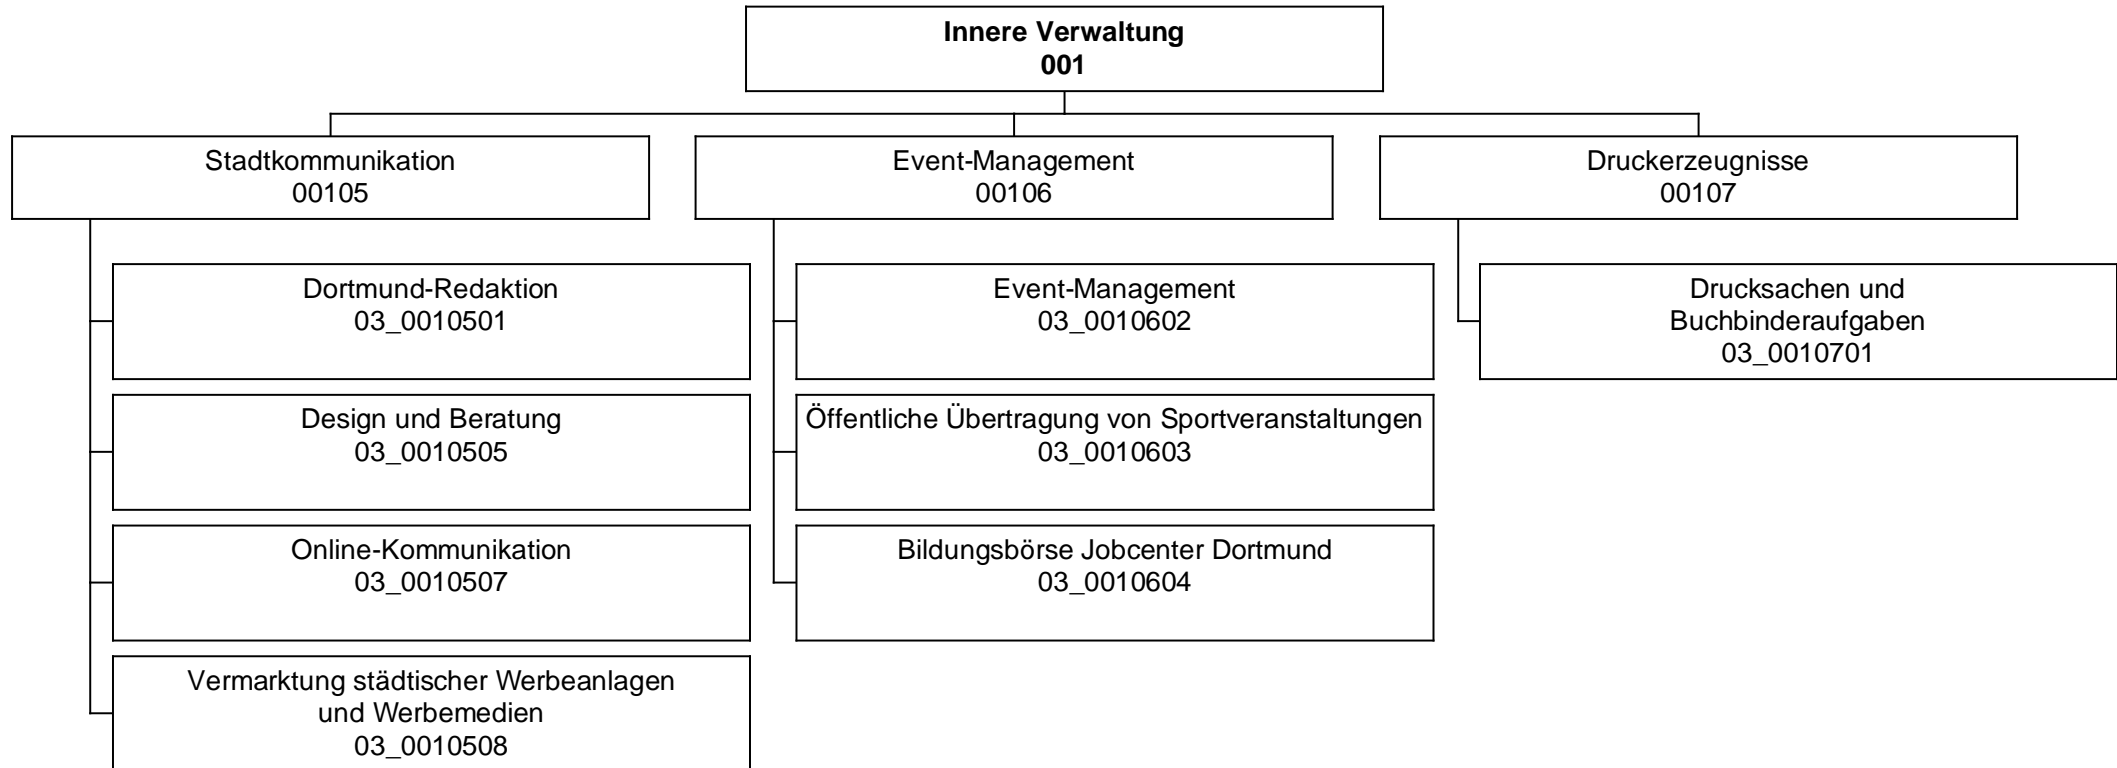 Innere Verwaltung
001
Stadtkommunikation
00105
Event-Management
00106
Druckerzeugnisse
00107
Dortmund-Redaktion
03_0010501
Event-Management
03_0010602
Drucksachen und
Buchbinderaufgaben
03_0010701
Design und Beratung
03_0010505
Öffentliche Übertragung von Sportveranstaltungen
03_0010603
Online-Kommunikation
03_0010507
Bildungsbörse Jobcenter Dortmund
03_0010604
Vermarktung städtischer Werbeanlagen
und Werbemedien
03_0010508